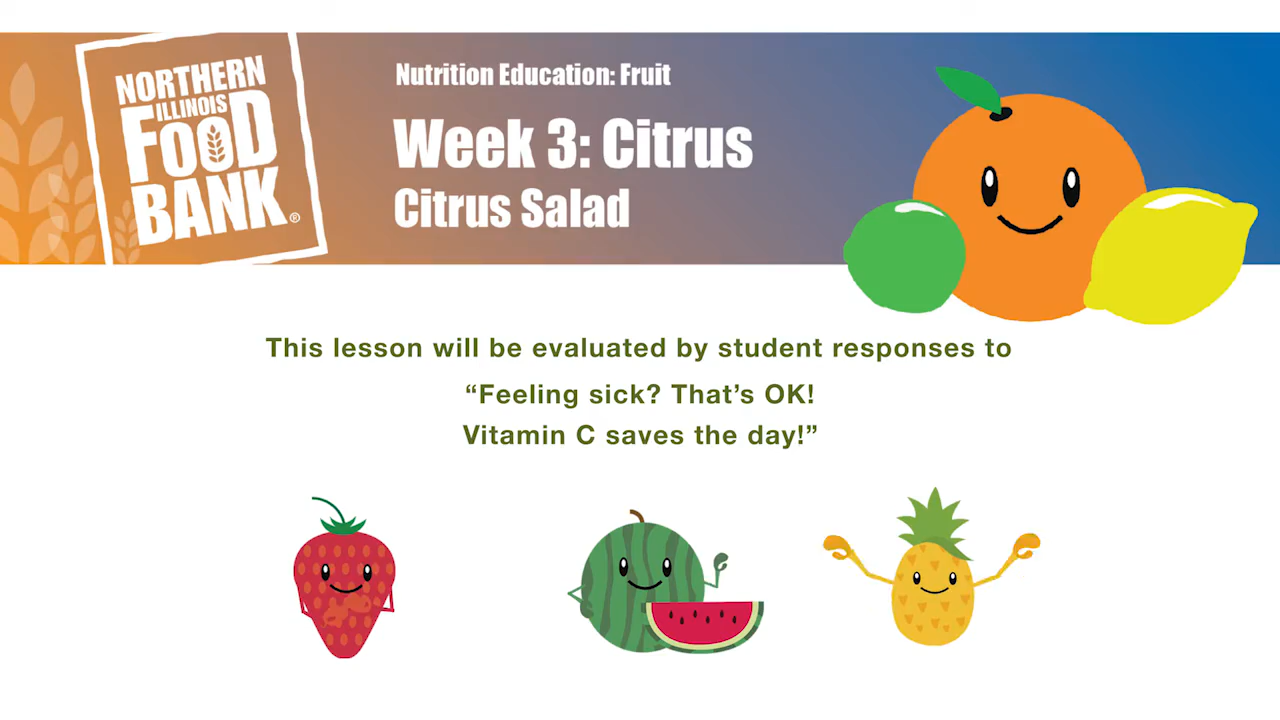 NORTHERN
ILLINOIS
FOOD
BANK®
Nutrition Education: Fruit
Week 3: Citrus
Citrus Salad
This lesson will be evaluated by student responses to
“Feeling sick? That’s OK!
Vitamin C saves the day!”